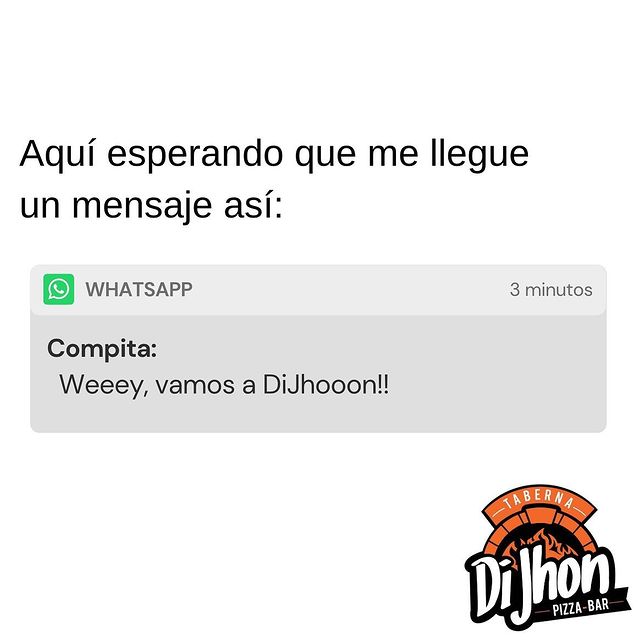 Aquí esperando que me llegue
un mensaje así:
WHATSAPP 3 minutos
Compita:
Weeey, vamos a DiJhooon!!
TABERNA
DiJhon
PIZZA-BAR